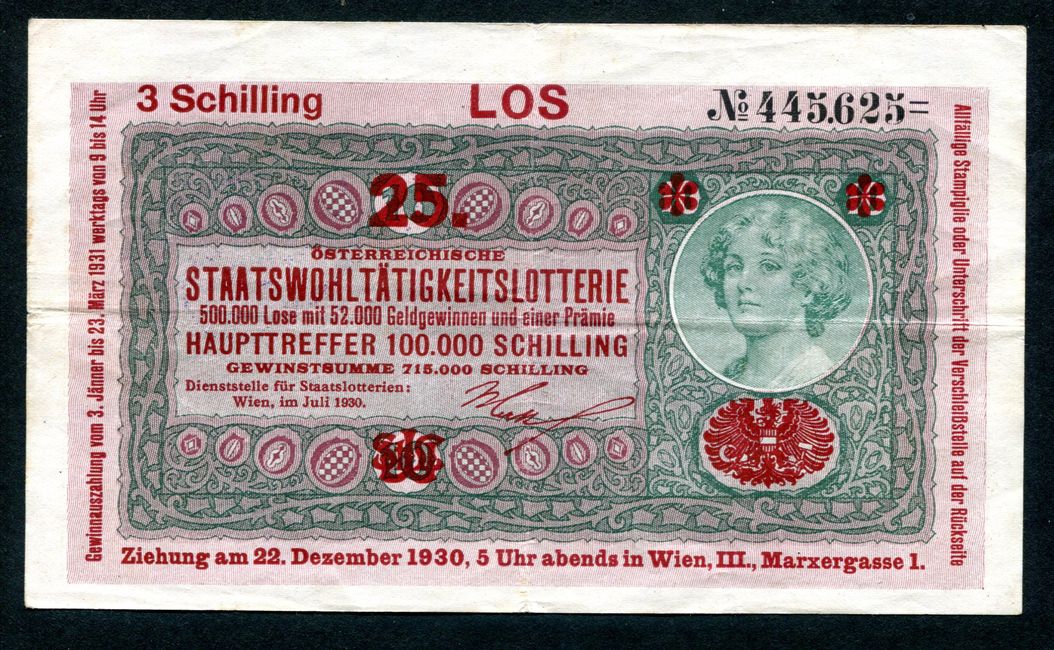 3 Schilling
LOS
№ 445.625=
25.
ÖSTERREICHISCHE
STAATSWOHLTÄTIGKEITSLOTTERIE
500.000 Lose mit 52.000 Geldgewinnen und einer Prämie
HAUPTTREFFER 100.000 SCHILLING
GEWINSTSUMME 715.000 SCHILLING
Dienststelle für Staatslotterien:
Wien, im Juli 1930.
Ziehung am 22. Dezember 1930, 5 Uhr abends in Wien, III., Marxergasse 1.
Gewinnauszahlung vom 3. Jänner bis 23. März 1931 werktags von 9 bis 14 Uhr
Allfällige Stampiglie oder Unterschrift der Verschleißstelle auf der Rückseite